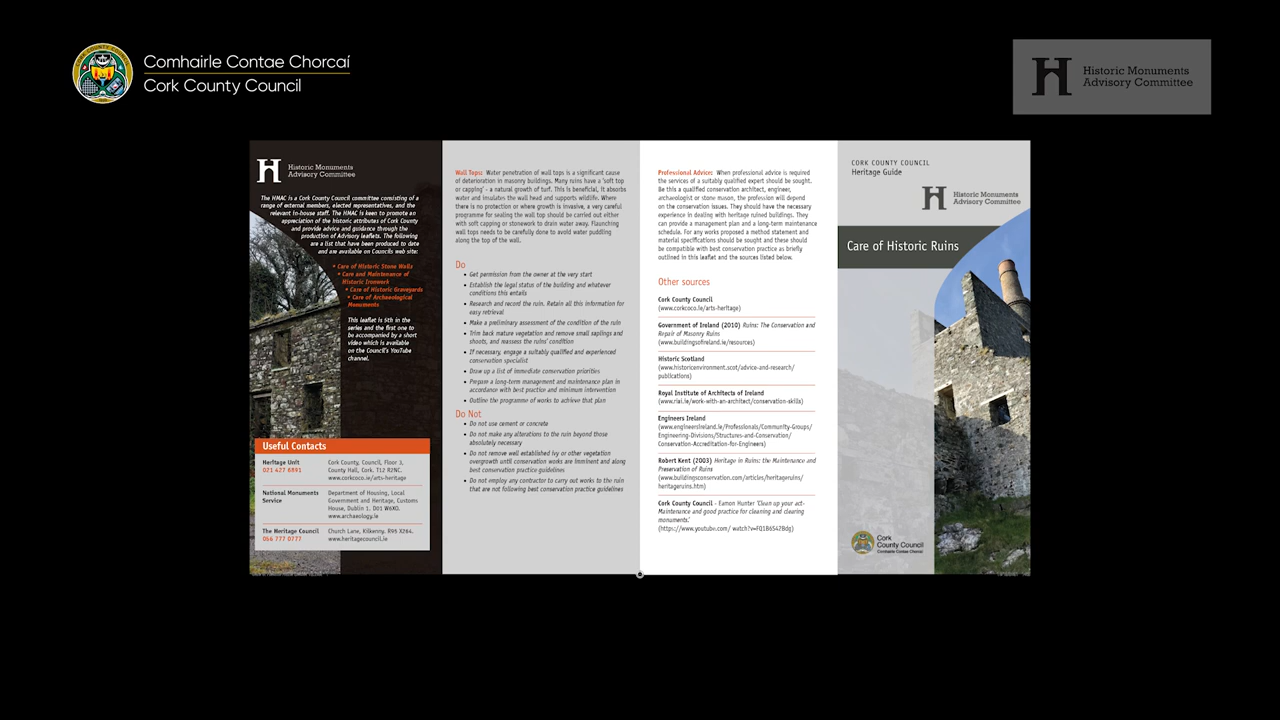 Comhairle Contae Chorcaí
Cork County Council
Historic Monuments
Advisory Committee
Historic Monuments
Advisory Committee
The HMAC is a Cork County Council committee consisting of a
range of external members, elected representatives, and the
relevant in-house staff. The HMAC is keen to promote an
appreciation of the historic attributes of Cork County
and provide advice and guidance through the
production of Advisory leaflets. The following
are a list that have been produced to date
and are available on Councils web site:
• Care of Historic Stone Walls
• Care and Maintenance of
Historic Ironwork
• Care of Historic Graveyards
• Care of Archaeological
Monuments
This leaflet is 5th in the
series and the first one to
be accompanied by a short
video which is available
on the Council's YouTube
channel.
Useful Contacts
Heritage Unit
021 427 6891
Cork County, Council, Floor 3,
County Hall, Cork. T12 R2NC.
www.corkcoco.ie/arts-heritage
National Monuments
Service
Department of Housing, Local
Government and Heritage, Customs
House, Dublin 1. D01 W6X0.
www.archaeology.ie
The Heritage Council
056 777 0777
Church Lane, Kilkenny. R95 X264.
www.heritagecouncil.ie
Wall Tops: Water penetration of wall tops is a significant cause
of deterioration in masonry buildings. Many ruins have a 'soft top
or capping' - a natural growth of turf. This is beneficial, it absorbs
water and insulates the wall head and supports wildlife. Where
there is no protection or where growth is invasive, a very careful
programme for sealing the wall top should be carried out either
with soft capping or stonework to drain water away. Flaunching
wall tops needs to be carefully done to avoid water puddling
along the top of the wall.
Do
• Get permission from the owner at the very start
• Establish the legal status of the building and whatever
conditions this entails
• Research and record the ruin. Retain all this information for
easy retrieval
• Make a preliminary assessment of the condition of the ruin
• Trim back mature vegetation and remove small saplings and
shoots, and reassess the ruins' condition
• If necessary, engage a suitably qualified and experienced
conservation specialist
• Draw up a list of immediate conservation priorities
• Prepare a long-term management and maintenance plan in
accordance with best practice and minimum intervention
• Outline the programme of works to achieve that plan
Do Not
• Do not use cement or concrete
• Do not make any alterations to the ruin beyond those
absolutely necessary
• Do not remove well established ivy or other vegetation
overgrowth until conservation works are imminent and along
best conservation practice guidelines
• Do not employ any contractor to carry out works to the ruin
that are not following best conservation practice guidelines
Professional Advice: When professional advice is required
the services of a suitably qualified expert should be sought.
Be this a qualified conservation architect, engineer,
archaeologist or stone mason, the profession will depend
on the conservation issues. They should have the necessary
experience in dealing with heritage ruined buildings. They
can provide a management plan and a long-term maintenance
schedule. For any works proposed a method statement and
material specifications should be sought and these should
be compatible with best conservation practice as briefly
outlined in this leaflet and the sources listed below.
Other sources
Cork County Council
(www.corkcoco.ie/arts-heritage)
Government of Ireland (2010) Ruins: The Conservation and
Repair of Masonry Ruins
(www.buildingsofireland.ie/resources)
Historic Scotland
(www.historicenvironment.scot/advice-and-research/
publications)
Royal Institute of Architects of Ireland
(www.riai.ie/work-with-an-architect/conservation-skills)
Engineers Ireland
(www.engineersireland.ie/Professionals/Community-Groups/
Engineering-Divisions/Structures-and-Conservation/
Conservation-Accreditation-for-Engineers)
Robert Kent (2003) Heritage in Ruins: the Maintenance and
Preservation of Ruins
(www.buildingsconservation.com/articles/heritageruins/
heritageruins.htm)
Cork County Council - Eamon Hunter 'Clean up your act-
Maintenance and good practice for cleaning and clearing
monuments.'
(https://www.youtube.com/ watch?v=FQ1B6S4ZBdg)
CORK COUNTY COUNCIL
Heritage Guide
Historic Monuments
Advisory Committee
Care of Historic Ruins
Cork
County Council
Comhairle Contae Chorcaí